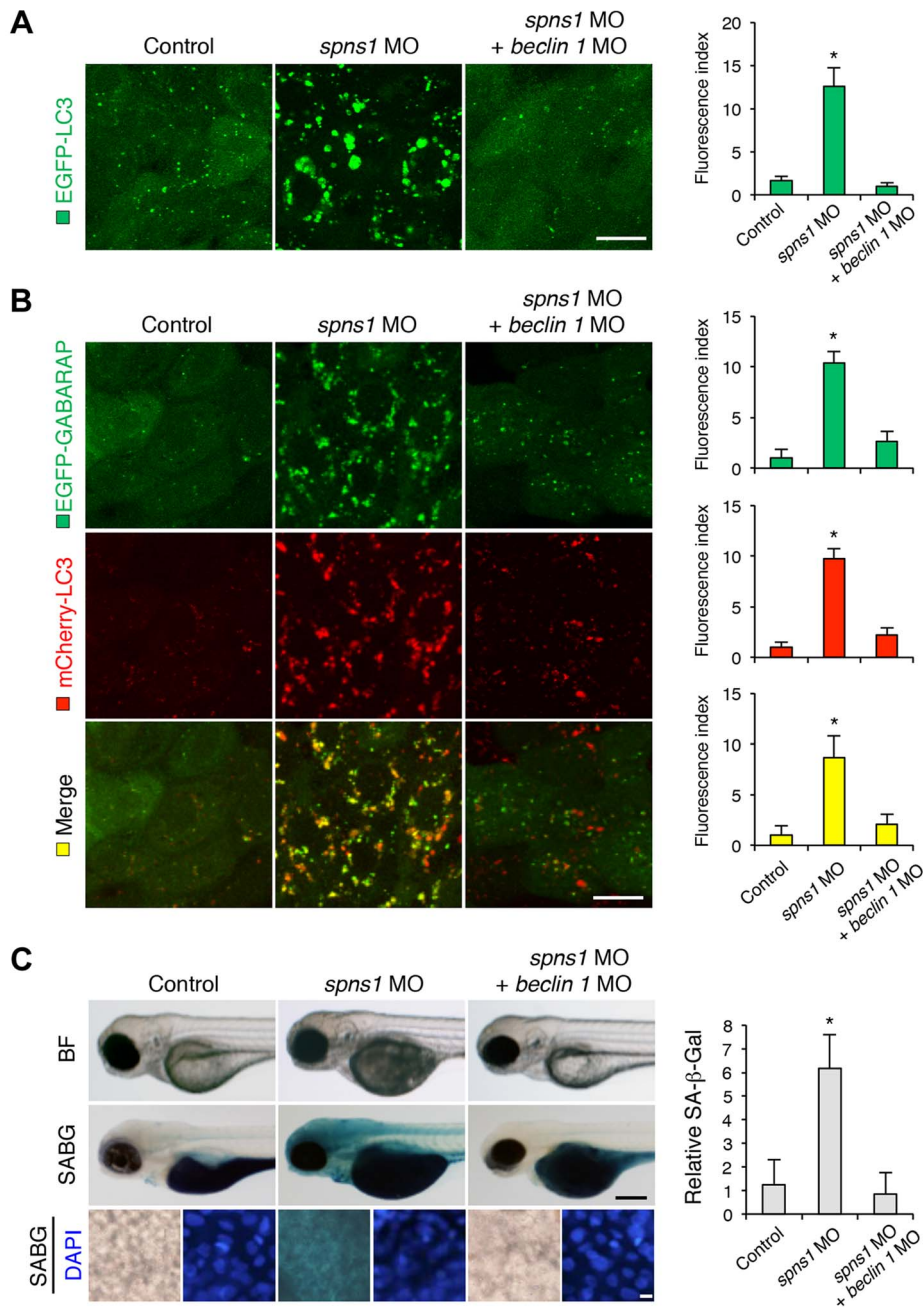 A
Control
spns1 MO
spns1 MO
+ beclin 1 MO
EGFP-LC3
Fluorescence index
20
15
10
5
0
*
Control
spns1 MO
spns1 MO
+ beclin 1 MO
B
Control
spns1 MO
spns1 MO
+ beclin 1 MO
EGFP-GABARAP
mCherry-LC3
Merge
Fluorescence index
15
10
5
0
*
Fluorescence index
15
10
5
0
*
Fluorescence index
15
10
5
0
*
Control
spns1 MO
spns1 MO
+ beclin 1 MO
C
Control
spns1 MO
spns1 MO
+ beclin 1 MO
BF
SABG
SABG
DAPI
Relative SA-β-Gal
8
7
6
5
4
3
2
1
0
*
Control
spns1 MO
spns1 MO
+ beclin 1 MO